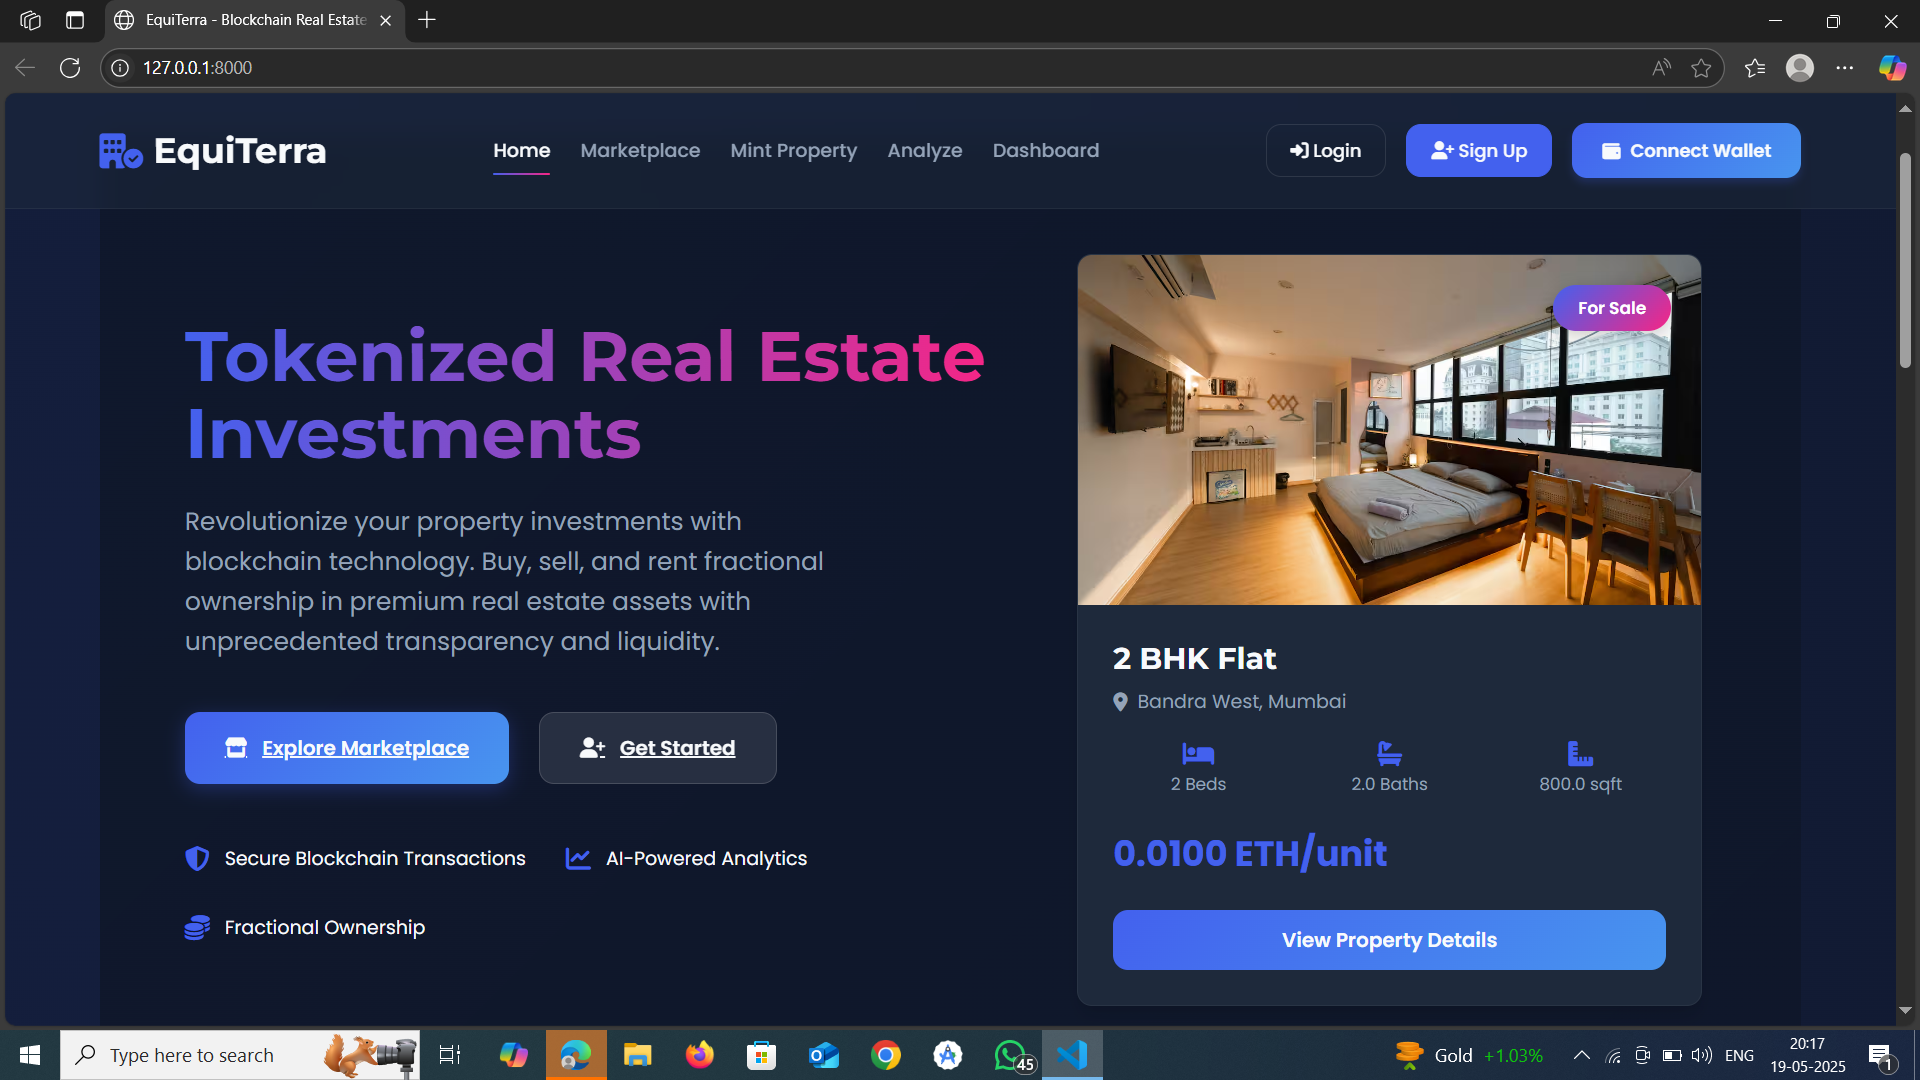 EquiTerra - Blockchain Real Estate
127.0.0.1:8000
EquiTerra
Home
Marketplace
Mint Property
Analyze
Dashboard
Login
Sign Up
Connect Wallet
Tokenized Real Estate
Investments
Revolutionize your property investments with
blockchain technology. Buy, sell, and rent fractional
ownership in premium real estate assets with
unprecedented transparency and liquidity.
Explore Marketplace
Get Started
Secure Blockchain Transactions
AI-Powered Analytics
Fractional Ownership
For Sale
2 BHK Flat
Bandra West, Mumbai
2 Beds
2.0 Baths
800.0 sqft
0.0100 ETH/unit
View Property Details
Type here to search
45
Gold +1.03%
ENG
20:17
19-05-2025
1